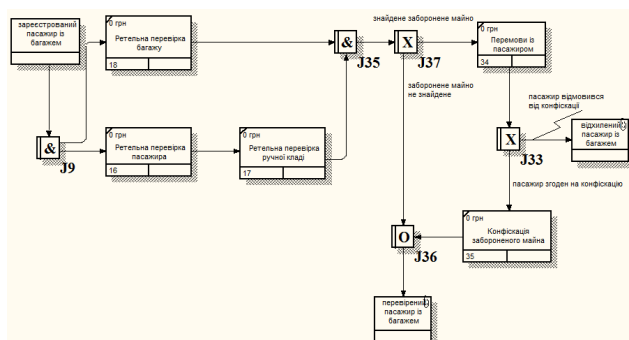 зареєстрований
пасажир із
багажем
&
J9
0 грн
Ретельна перевірка
багажу
18
0 грн
Ретельна перевірка
пасажира
16
0 грн
Ретельна перевірка
ручної кладі
17
&
J35
знайдене заборонене майно
X
J37
заборонене майно
не знайдене
0 грн
Перемови із
пасажиром
34
пасажир відмовився
від конфіскації
X
J33
відхилений
пасажир із
багажем
пасажир згоден на конфіскацію
0 грн
Конфіскація
забороненого майна
35
O
J36
перевірений
пасажир із
багажем